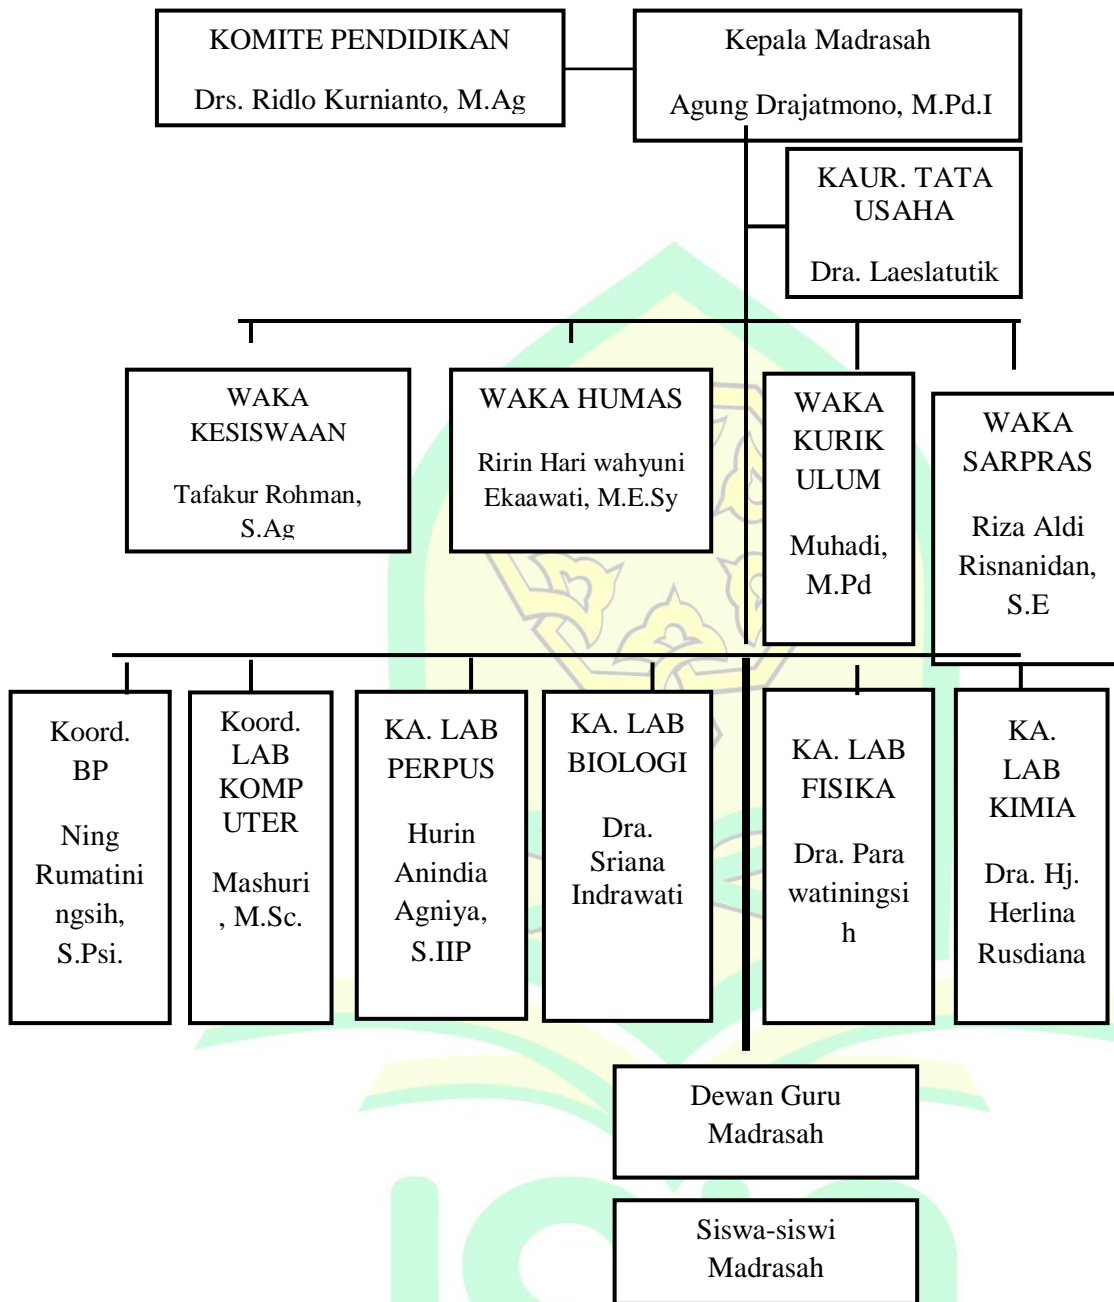 KOMITE PENDIDIKAN
Drs. Ridlo Kurnianto, M.Ag
Kepala Madrasah
Agung Drajatmono, M.Pd.I
KAUR. TATA
USAHA
Dra. Laeslatutik
WAKA
KESISWAAN
Tafakur Rohman,
S.Ag
WAKA HUMAS
Ririn Hari wahyuni
Ekaawati, M.E.Sy
WAKA
KURIK
ULUM
Muhadi,
M.Pd
WAKA
SARPRAS
Riza Aldi
Risnanidan,
S.E
Koord.
BP
Ning
Rumatini
ngsih,
S.Psi.
Koord.
LAB
KOMP
UTER
Mashuri
, M.Sc.
KA. LAB
PERPUS
Hurin
Anindia
Agniya,
S.IIP
KA. LAB
BIOLOGI
Dra.
Sriana
Indrawati
KA. LAB
FISIKA
Dra. Para
watiningsi
h
KA.
LAB
KIMIA
Dra. Hj.
Herlina
Rusdiana
Dewan Guru
Madrasah
Siswa-siswi
Madrasah